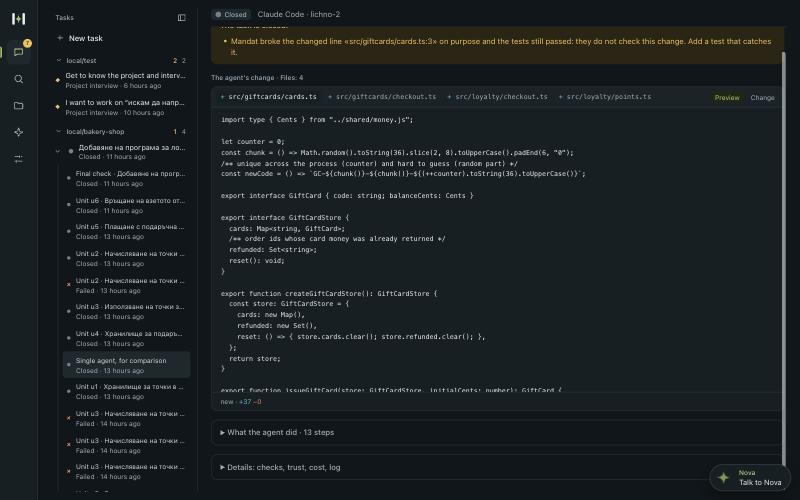 Tasks
+ New task
local/test 2 2
Get to know the project and interv...
Project interview · 6 hours ago
I want to work on "искам да напр...
Project interview · 10 hours ago
local/bakery-shop 1 4
Добавяне на програма за ло...
Closed · 11 hours ago
Final check · Добавяне на прогр...
Closed · 11 hours ago
Unit u6 · Връщане на взетото от...
Closed · 11 hours ago
Unit u5 · Плащане с подаръчна ...
Closed · 13 hours ago
Unit u2 · Начисляване на точки ...
Closed · 13 hours ago
Unit u2 · Начисляване на точки ...
Failed · 13 hours ago
Unit u3 · Използване на точки з...
Closed · 13 hours ago
Unit u4 · Хранилище за подаръ...
Closed · 13 hours ago
Single agent, for comparison
Closed · 13 hours ago
Unit u1 · Хранилище за точки в ...
Closed · 13 hours ago
Unit u3 · Начисляване на точки ...
Failed · 14 hours ago
Unit u3 · Начисляване на точки ...
Failed · 14 hours ago
Unit u3 · Начисляване на точки ...
Failed · 14 hours ago
Closed Claude Code · lichno-2
• Mandat broke the changed line «src/giftcards/cards.ts:3» on purpose and the tests still passed: they do not check this change. Add a test that catches
it.
The agent's change · Files: 4
+ src/giftcards/cards.ts + src/giftcards/checkout.ts + src/loyalty/checkout.ts + src/loyalty/points.ts Preview Change
import type { Cents } from "../shared/money.js";
let counter = 0;
const chunk = () => Math.random().toString(36).slice(2, 8).toUpperCase().padEnd(6, "0");
/** unique across the process (counter) and hard to guess (random part) */
const newCode = () => `GC-${chunk()}-${chunk()}-${(++counter).toString(36).toUpperCase()}`;
export interface GiftCard { code: string; balanceCents: Cents }
export interface GiftCardStore {
cards: Map<string, GiftCard>;
/** order ids whose card money was already returned */
refunded: Set<string>;
reset(): void;
}
export function createGiftCardStore(): GiftCardStore {
const store: GiftCardStore = {
cards: new Map(),
refunded: new Set(),
reset: () => { store.cards.clear(); store.refunded.clear(); },
};
return store;
}
export function issueGiftCard(store: GiftCardStore, initialCents: number): GiftCard {
new · +37 −0
▶ What the agent did · 13 steps
▶ Details: checks, trust, cost, log
Nova
Talk to Nova